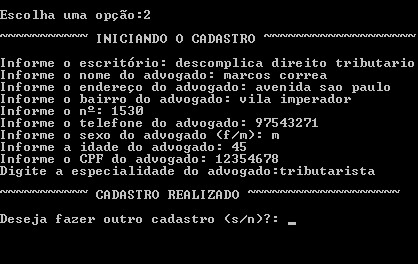 Escolha uma opção:2
~~~~~~~~~~~~ INICIANDO O CADASTRO ~~~~~~~~~~~~~~~~~~~~~
Informe o escritório: descomplica direito tributario
Informe o nome do advogado: marcos correa
Informe o endereço do advogado: avenida sao paulo
Informe o bairro do advogado: vila imperador
Informe o nº: 1530
Informe o telefone do advogado: 97543271
Informe o sexo do advogado (f/m): m
Informe a idade do advogado: 45
Informe o CPF do advogado: 12354678
Digite a especialidade do advogado:tributarista
~~~~~~~~~~~~ CADASTRO REALIZADO ~~~~~~~~~~~~~~~~~~~~~
Deseja fazer outro cadastro (s/n)?: _